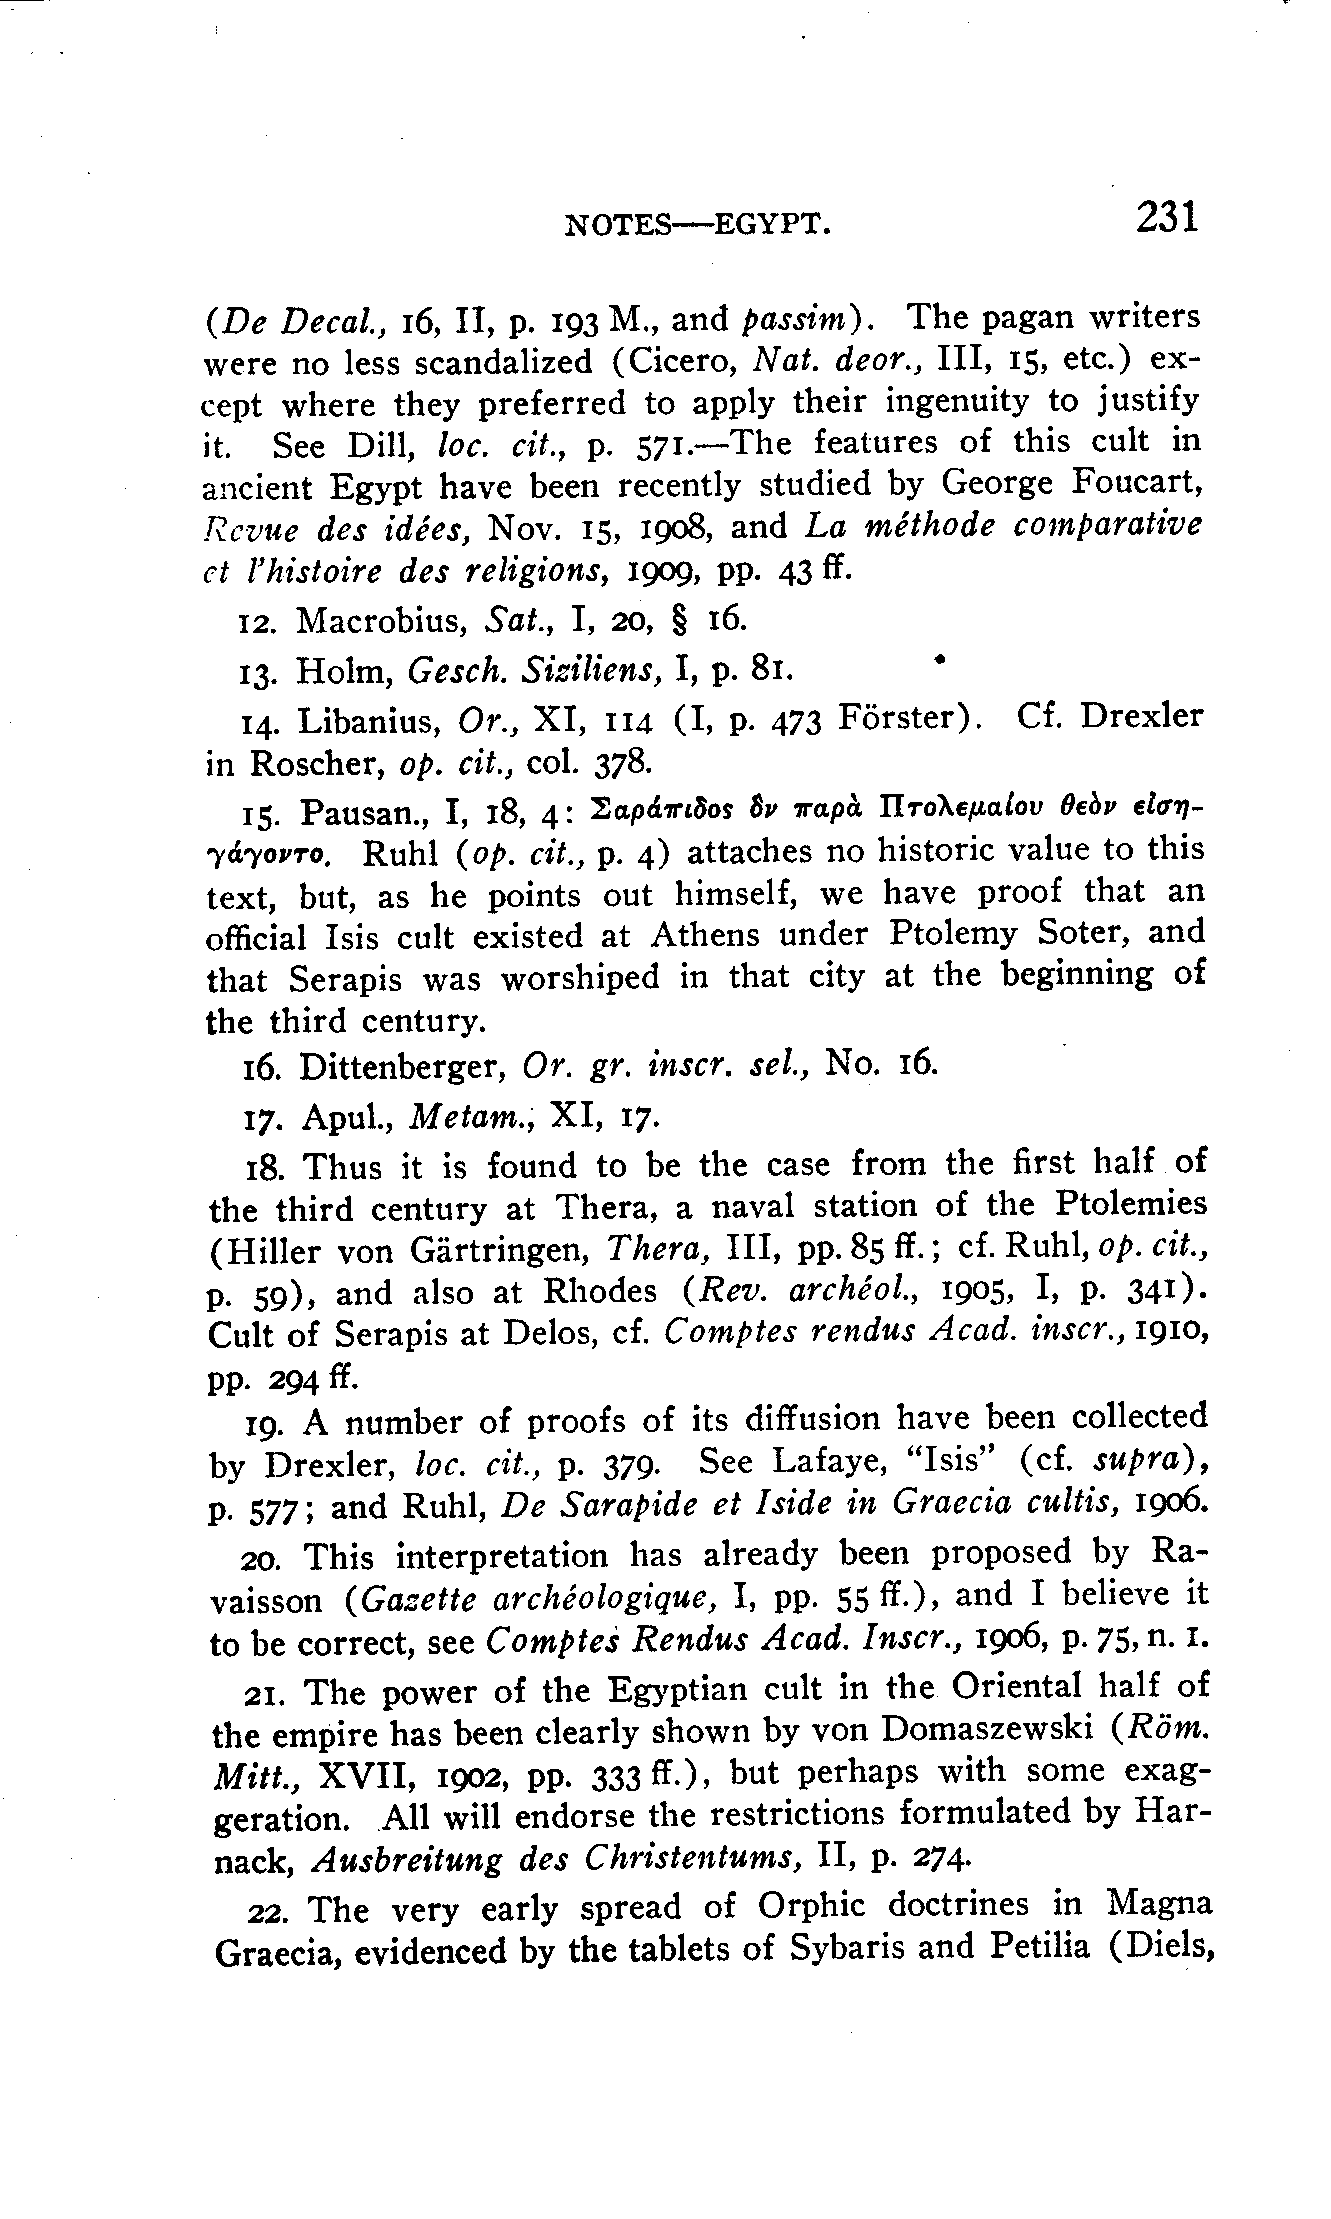 NOTES—EGYPT. 231
(De Decal., 16, II, p. 193 M., and passim). The pagan writers
were no less scandalized (Cicero, Nat. deor., III, 15, etc.) ex-
cept where they preferred to apply their ingenuity to justify
it. See Dill, loc. cit., p. 571.—The features of this cult in
ancient Egypt have been recently studied by George Foucart,
Revue des idées, Nov. 15, 1908, and La méthode comparative
et l'histoire des religions, 1909, pp. 43 ff.
12. Macrobius, Sat., I, 20, § 16.
13. Holm, Gesch. Siziliens, I, p. 81.
14. Libanius, Or., XI, 114 (I, p. 473 Förster). Cf. Drexler
in Roscher, op. cit., col. 378.
15. Pausan., I, 18, 4: Σαράπιδος ὃν παρὰ Πτολεμαίου θεὸν εἰση-
γάγοντο. Ruhl (op. cit., p. 4) attaches no historic value to this
text, but, as he points out himself, we have proof that an
official Isis cult existed at Athens under Ptolemy Soter, and
that Serapis was worshiped in that city at the beginning of
the third century.
16. Dittenberger, Or. gr. inscr. sel., No. 16.
17. Apul., Metam., XI, 17.
18. Thus it is found to be the case from the first half of
the third century at Thera, a naval station of the Ptolemies
(Hiller von Gärtringen, Thera, III, pp. 85 ff.; cf. Ruhl, op. cit.,
p. 59), and also at Rhodes (Rev. archéol., 1905, I, p. 341).
Cult of Serapis at Delos, cf. Comptes rendus Acad. inscr., 1910,
pp. 294 ff.
19. A number of proofs of its diffusion have been collected
by Drexler, loc. cit., p. 379. See Lafaye, "Isis" (cf. supra),
p. 577; and Ruhl, De Sarapide et Iside in Graecia cultis, 1906.
20. This interpretation has already been proposed by Ra-
vaisson (Gazette archéologique, I, pp. 55 ff.), and I believe it
to be correct, see Comptes Rendus Acad. Inscr., 1906, p. 75, n. 1.
21. The power of the Egyptian cult in the Oriental half of
the empire has been clearly shown by von Domaszewski (Röm.
Mitt., XVII, 1902, pp. 333 ff.), but perhaps with some exag-
geration. All will endorse the restrictions formulated by Har-
nack, Ausbreitung des Christentums, II, p. 274.
22. The very early spread of Orphic doctrines in Magna
Graecia, evidenced by the tablets of Sybaris and Petilia (Diels,